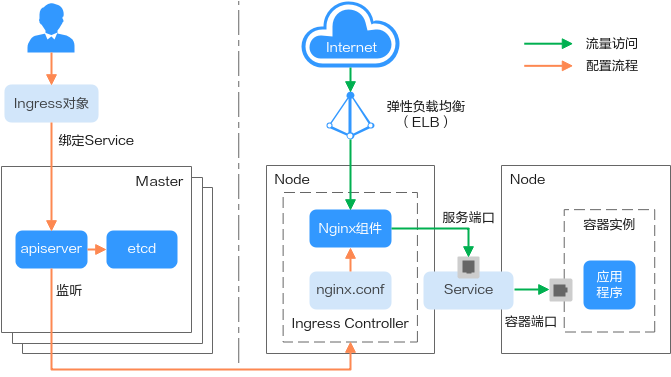 Internet
流量访问
配置流程
Ingress对象
弹性负载均衡
（ELB）
绑定Service
Master
Node
Node
apiserver
etcd
Nginx组件
服务端口
容器实例
监听
nginx.conf
Service
应用
程序
Ingress Controller
容器端口